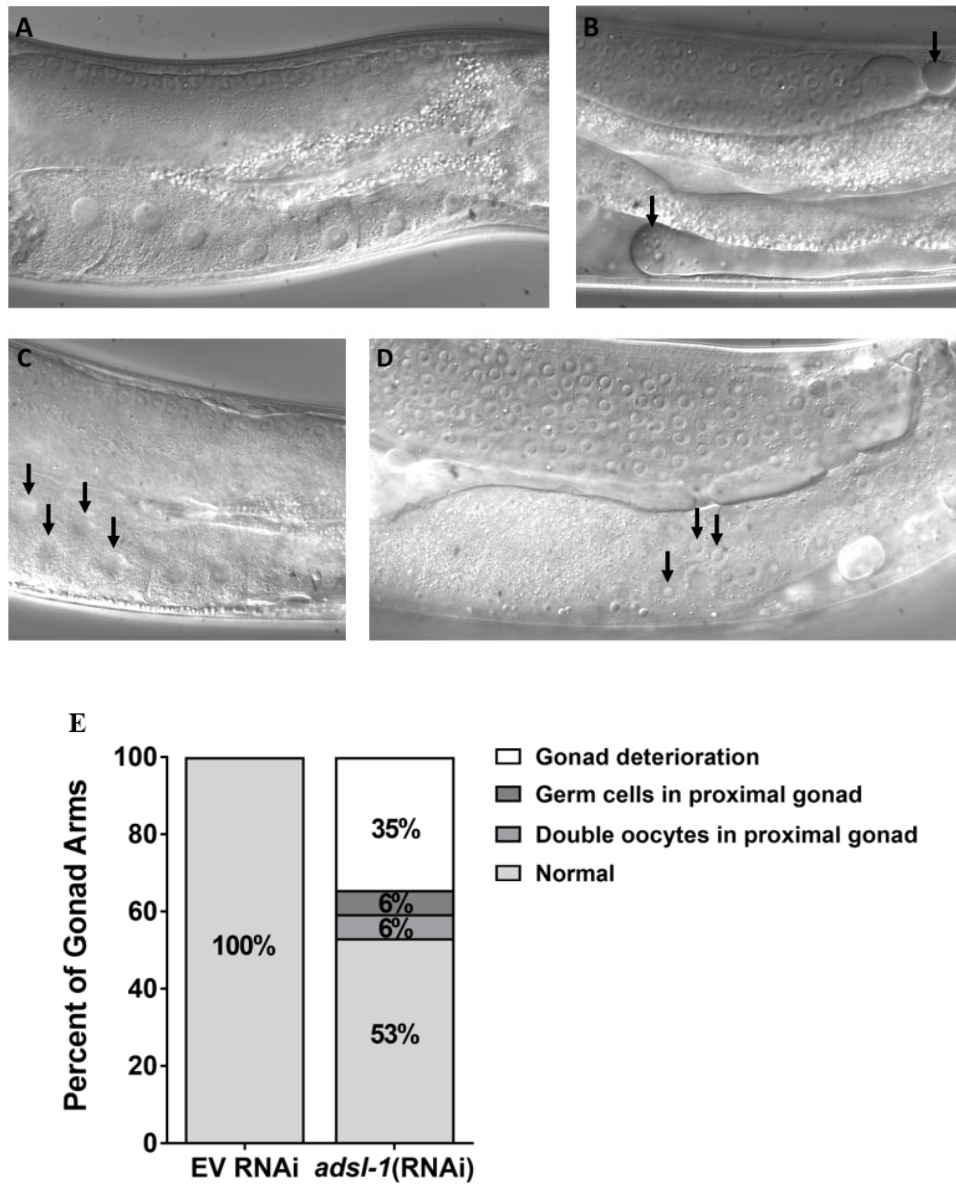 A
B
C
D
E
Percent of Gonad Arms
100
80
60
40
20
0
100%
35%
6%
6%
53%
EV RNAi
adsl-1(RNAi)
Gonad deterioration
Germ cells in proximal gonad
Double oocytes in proximal gonad
Normal